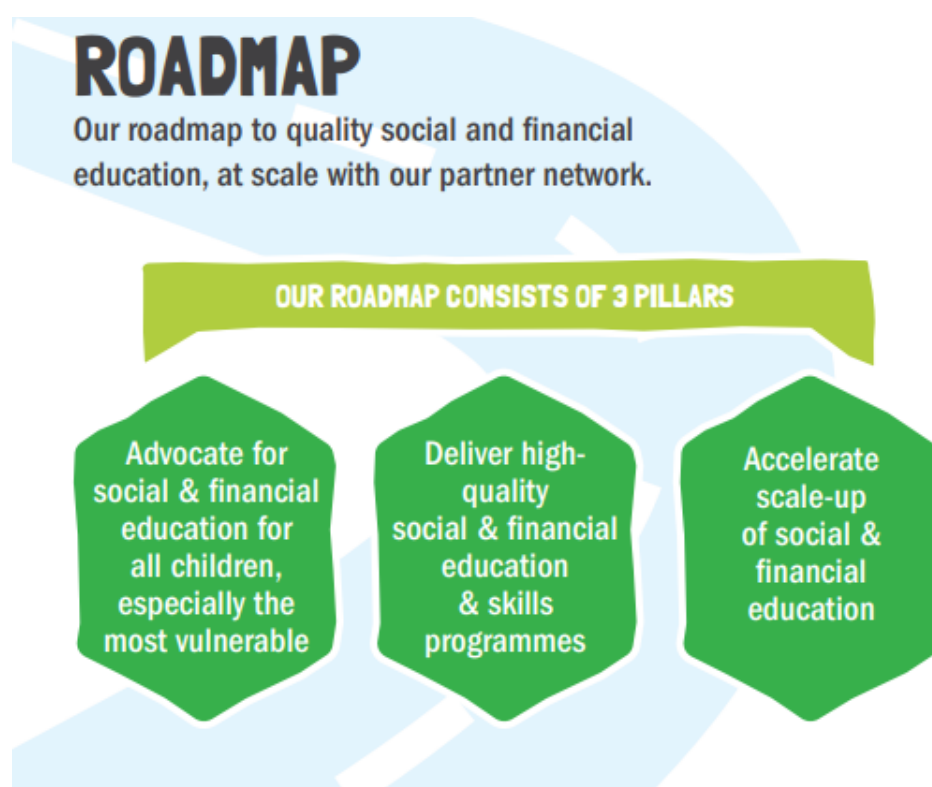 ROADMAP
Our roadmap to quality social and financial
education, at scale with our partner network.
OUR ROADMAP CONSISTS OF 3 PILLARS
Advocate for
social & financial
education for
all children,
especially the
most vulnerable
Deliver high-
quality
social & financial
education
& skills
programmes
Accelerate
scale-up
of social &
financial
education